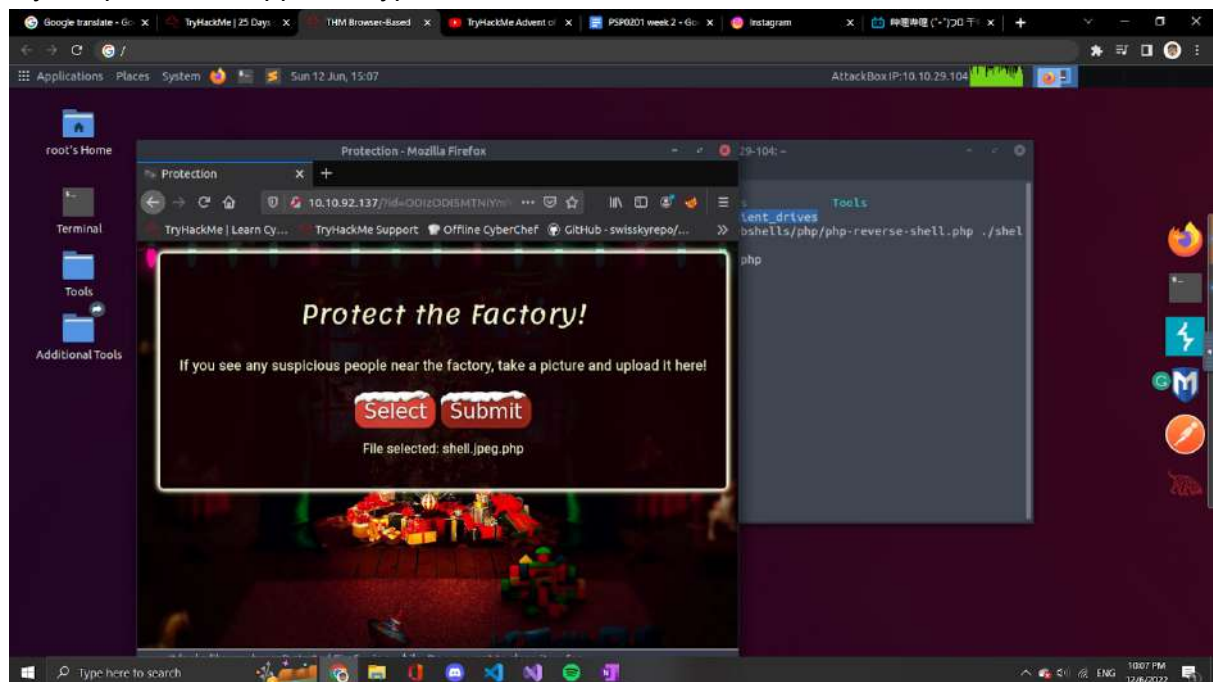 Google translate - Go
TryHackMe | 25 Days
THM Browser-Based
TryHackMe Advent of
PSP0201 week 2 - Go
Instagram
Applications Places System
Sun 12 Jun, 15:07
AttackBox IP:10.10.29.104
root's Home
Terminal
Tools
Additional Tools
Protection - Mozilla Firefox
29-104: ~
Protection
10.10.92.137/?id=
TryHackMe | Learn Cy...
TryHackMe Support
Offline CyberChef
GitHub - swisskyrepo/...
s Tools
ient_drives
bshells/php/php-reverse-shell.php ./shel
php
Protect the Factory!
If you see any suspicious people near the factory, take a picture and upload it here!
Select Submit
File selected: shell.jpeg.php
Type here to search
ENG
10:07 PM
12/6/2022